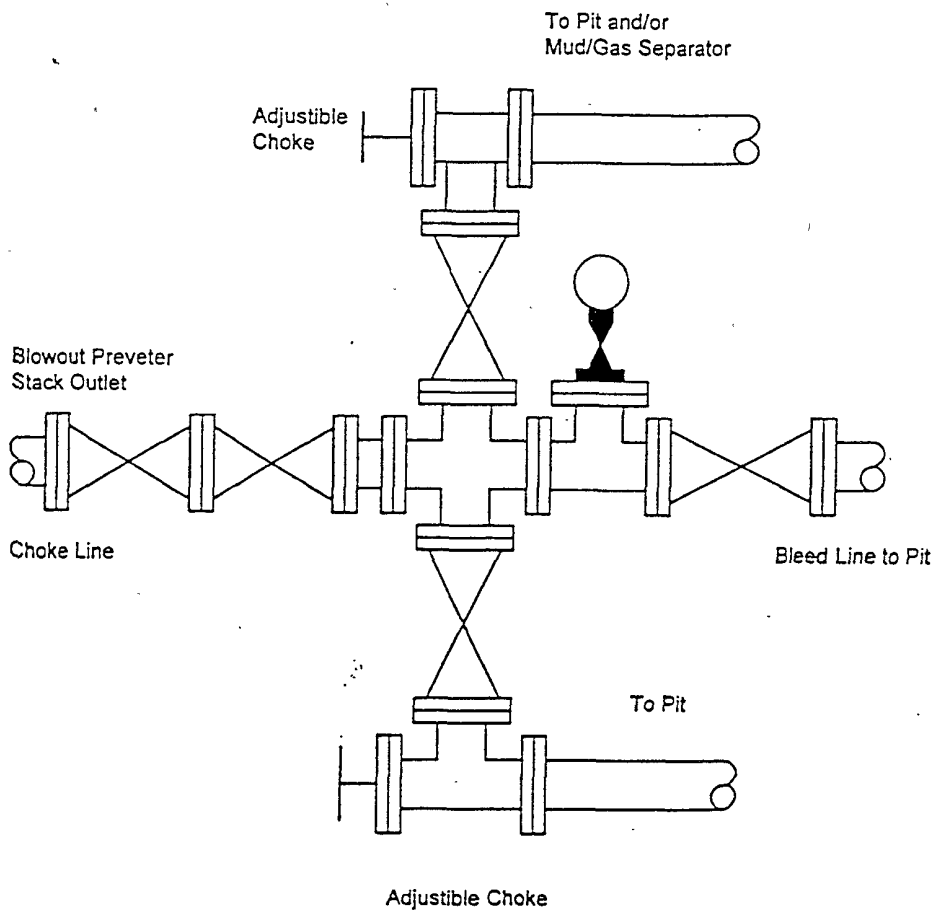 To Pit and/or
Mud/Gas Separator
Adjustible
Choke
Blowout Preveter
Stack Outlet
Choke Line
Bleed Line to Pit
To Pit
Adjustible Choke